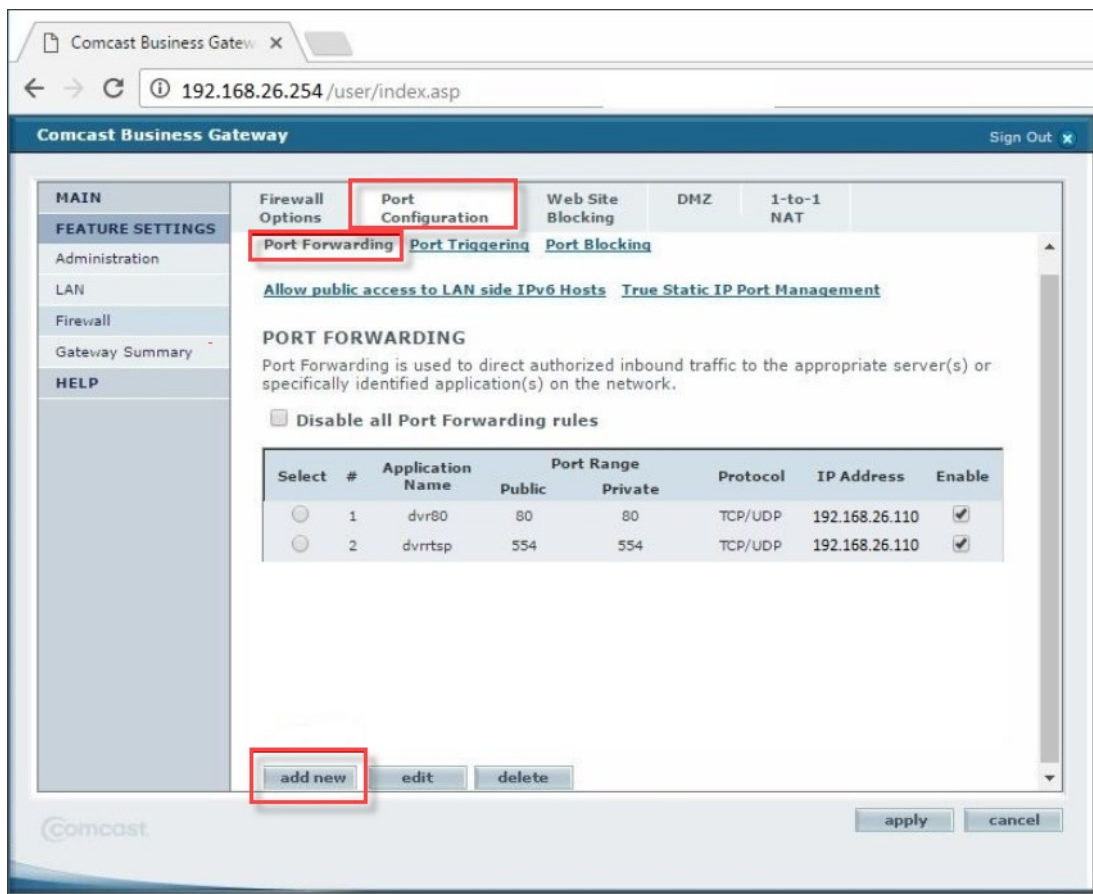 Comcast Business Gatew
192.168.26.254/user/index.asp
Comcast Business Gateway
Sign Out
MAIN
FEATURE SETTINGS
Administration
LAN
Firewall
Gateway Summary
HELP
Firewall Options
Port Configuration
Web Site Blocking
DMZ
1-to-1 NAT
Port Forwarding Port Triggering Port Blocking
Allow public access to LAN side IPv6 Hosts True Static IP Port Management
PORT FORWARDING
Port Forwarding is used to direct authorized inbound traffic to the appropriate server(s) or
specifically identified application(s) on the network.
Disable all Port Forwarding rules
Select # Application Name Port Range Public Private Protocol IP Address Enable
1 dvr80 80 80 TCP/UDP 192.168.26.110
2 dvrrtsp 554 554 TCP/UDP 192.168.26.110
add new edit delete
apply cancel
Comcast